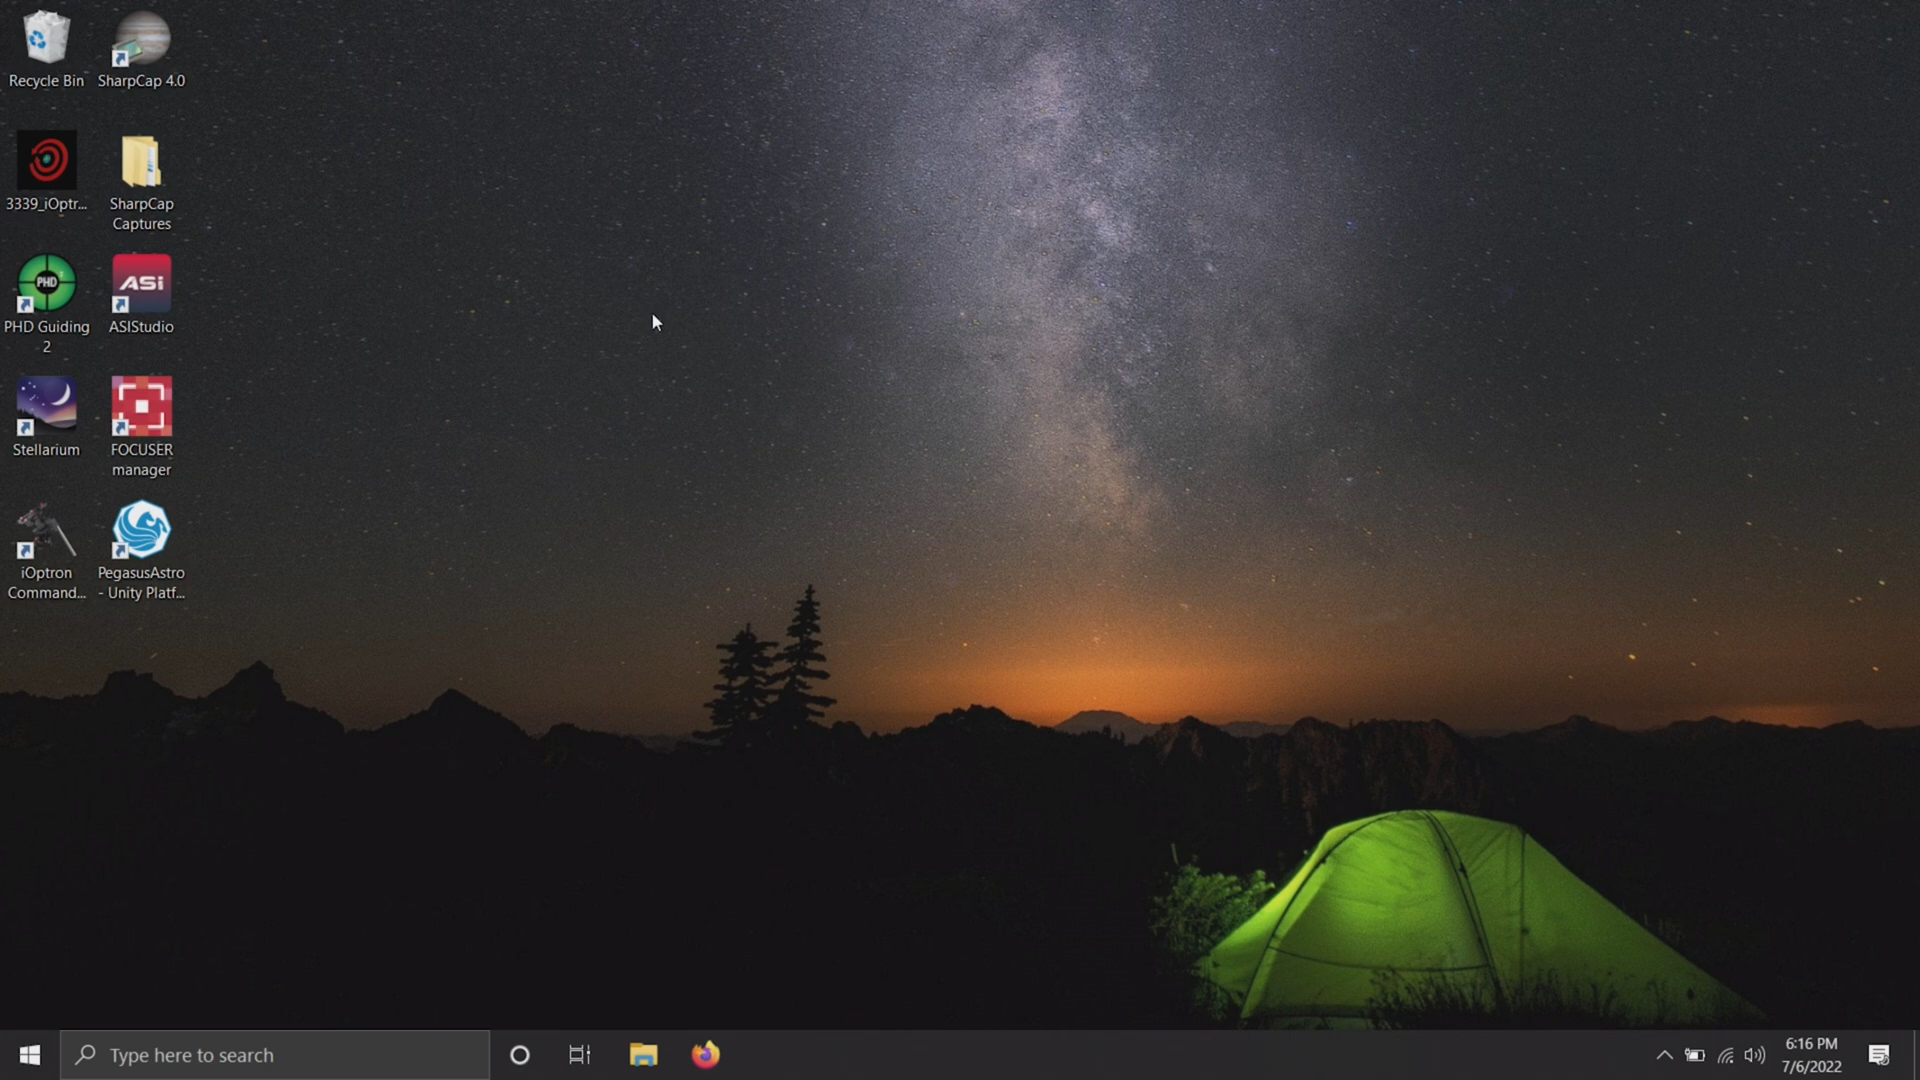 Recycle Bin
SharpCap 4.0
3339_iOptr...
SharpCap
Captures
PHD
PHD Guiding
2
ASi
ASIStudio
Stellarium
FOCUSER
manager
iOptron
Command...
PegasusAstro
- Unity Platf...
Type here to search
6:16 PM
7/6/2022